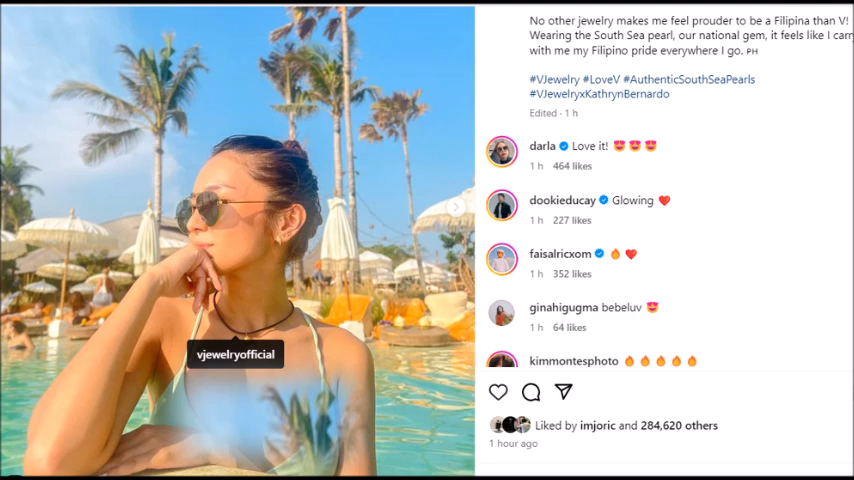 No other jewelry makes me feel prouder to be a Filipina than V!
Wearing the South Sea pearl, our national gem, it feels like I carry
with me my Filipino pride everywhere I go. PH
#VJewelry #LoveV #AuthenticSouthSeaPearls
#VJewelryxKathrynBernardo
Edited · 1 h
darla Love it! 😍 😍 😍
1 h 464 likes
dookieducay Glowing ❤️
1 h 227 likes
faisalricxom 🔥 ❤️
1 h 352 likes
ginahigugma bebeluv 😍
1 h 64 likes
kimmontesphoto 🔥 🔥 🔥 🔥 🔥
vjewelryofficial
Liked by imjoric and 284,620 others
1 hour ago